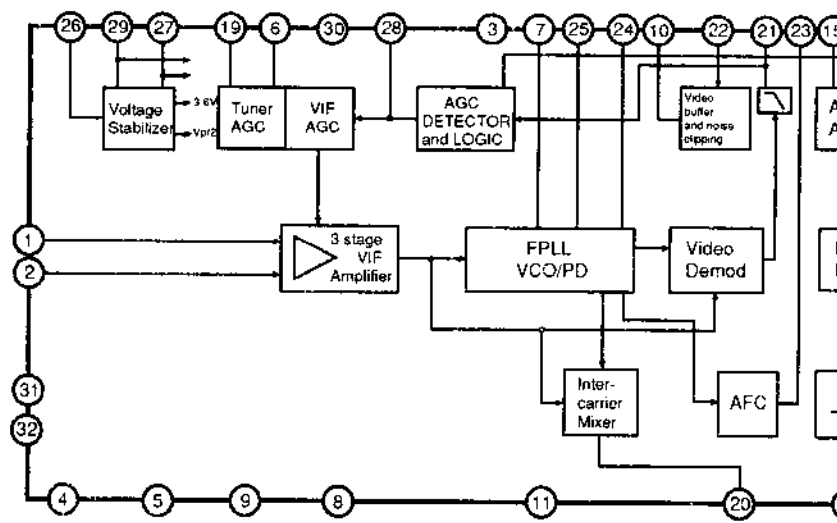 26 29 27 19 6 30 28 3 7 25 24 10 22 21 23 15
Voltage
Stabilizer
3 6V
Vpr2
Tuner
AGC
VIF
AGC
AGC
DETECTOR
and LOGIC
Video
buffer
and noise
clipping
A
A
1
2
3 stage
VIF
Amplifier
FPLL
VCO/PD
Video
Demod
31
32
Inter-
carrier
Mixer
AFC
4 5 9 8 11 20